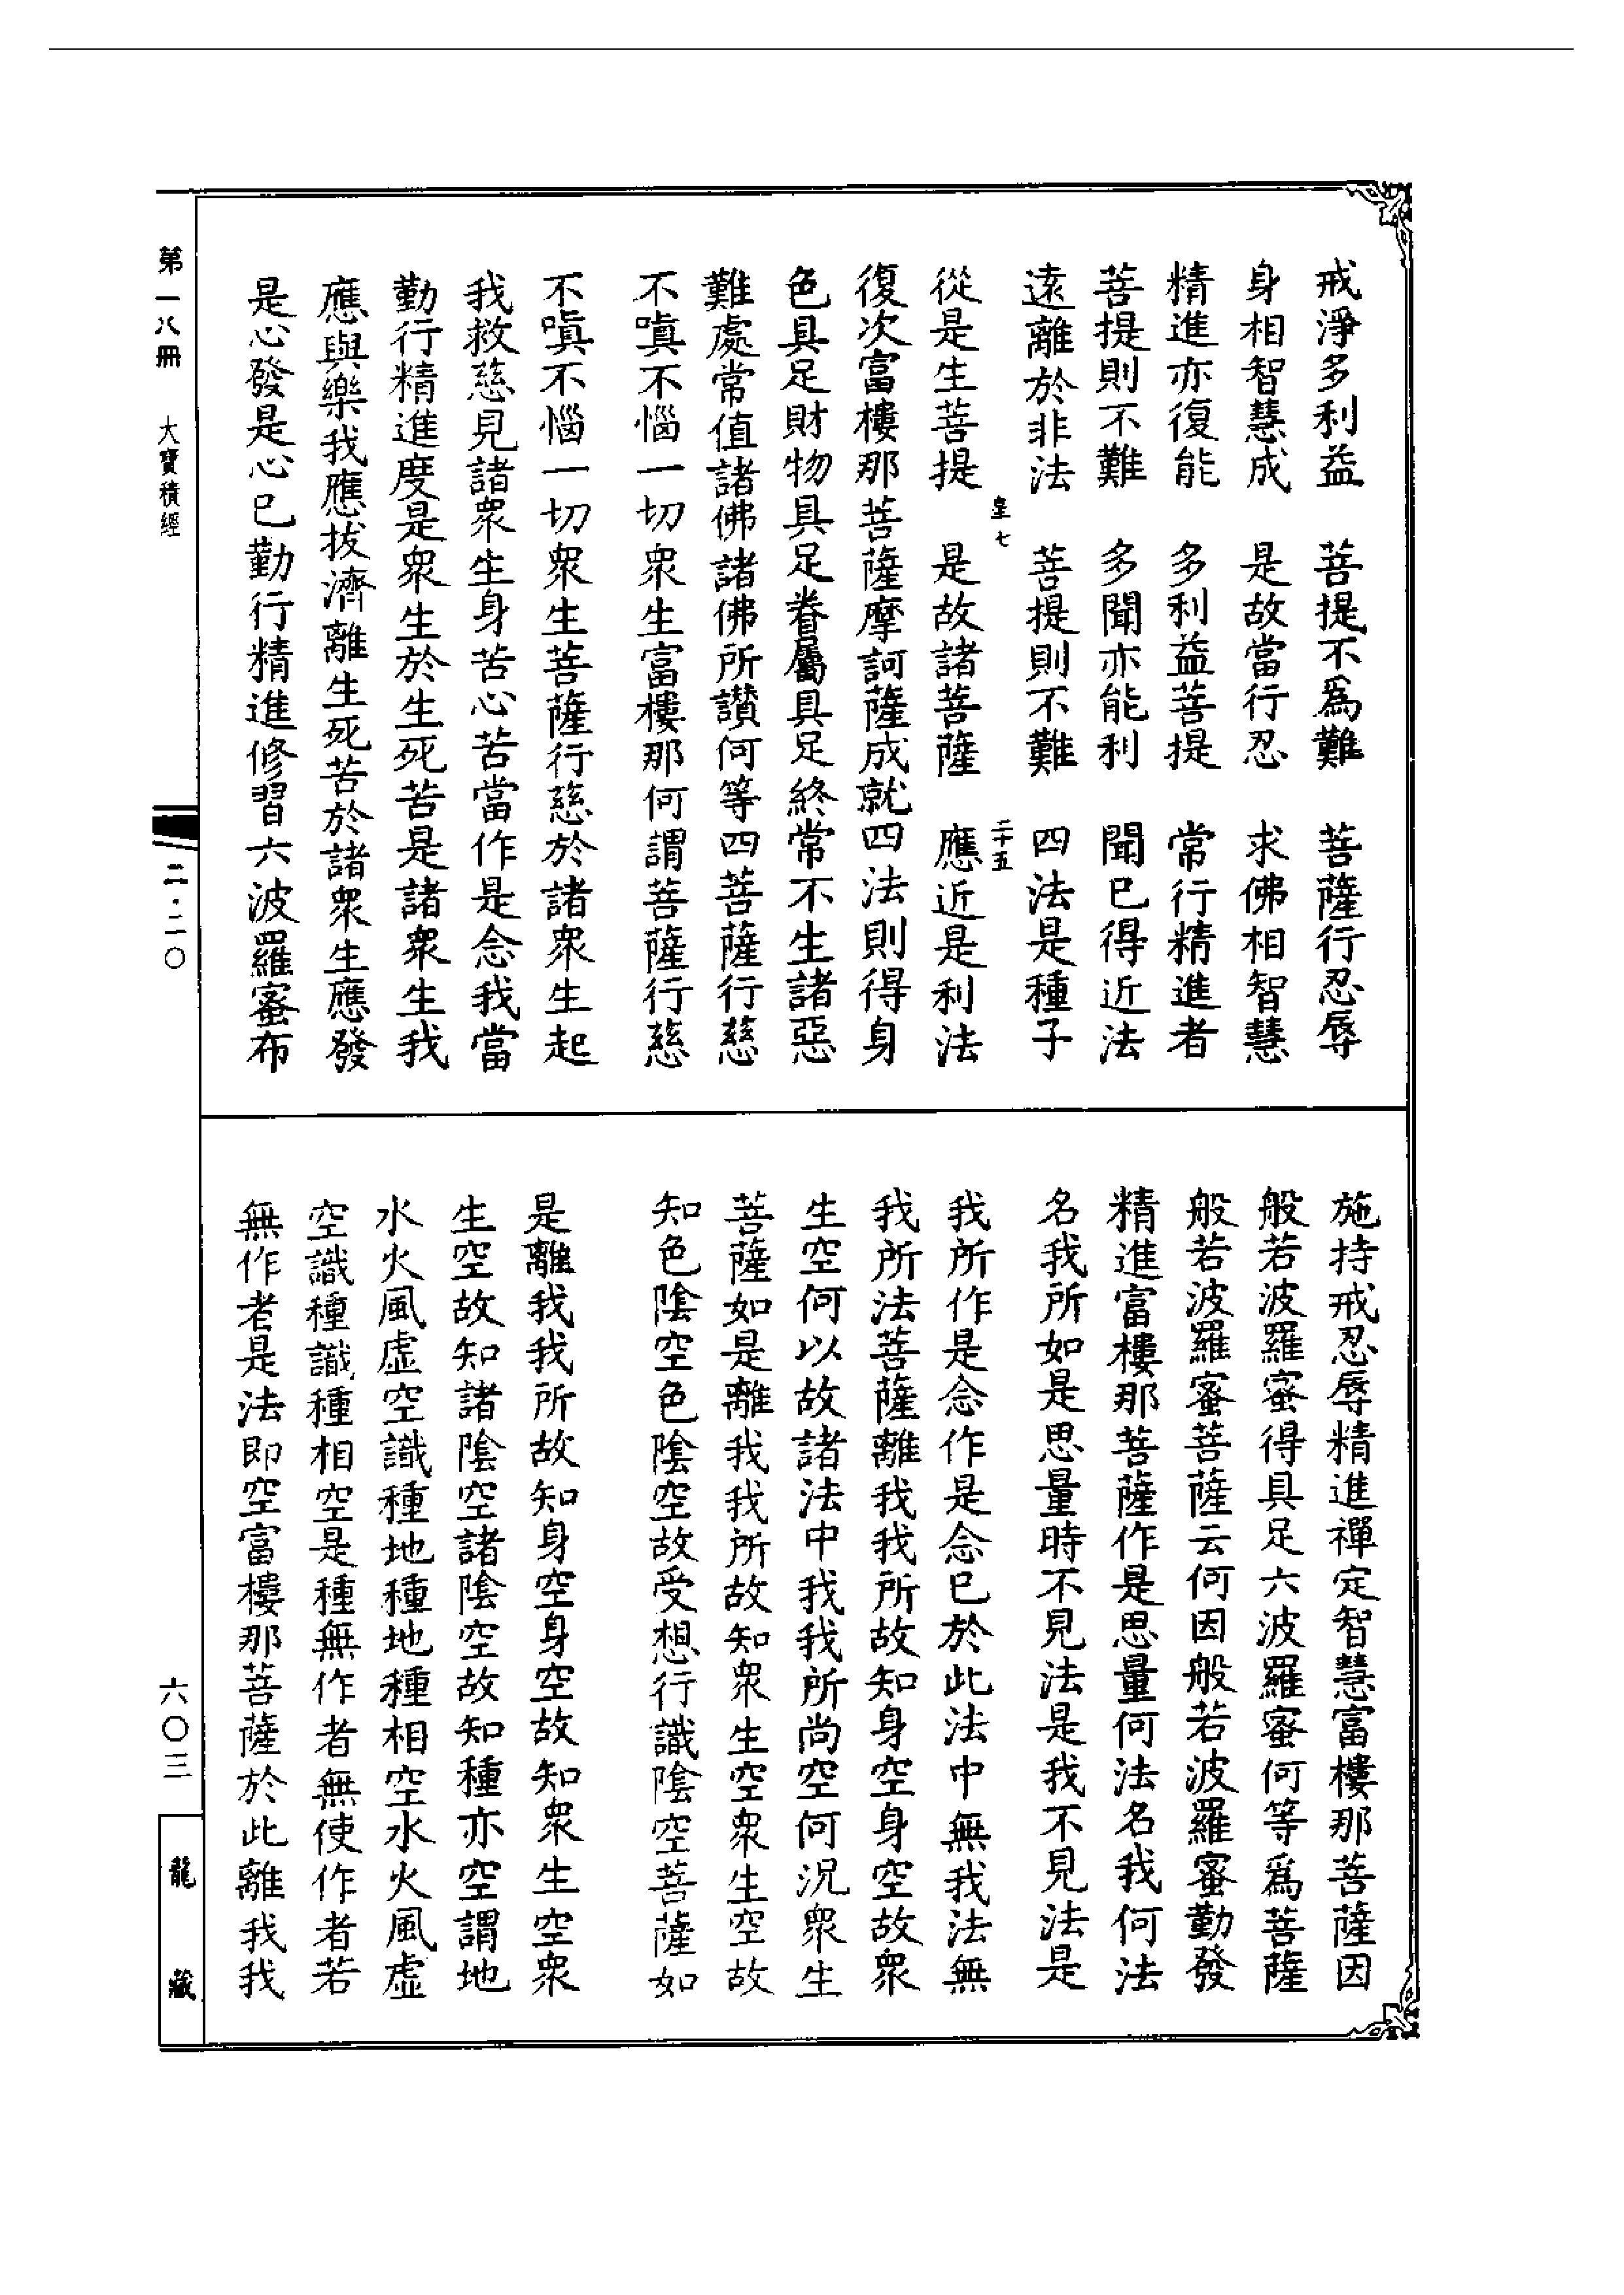 戒淨多利益　菩提不爲難　菩薩行忍辱
身相智慧成　是故當行忍　求佛相智慧
精進亦復能　多利益菩提　常行精進者
菩提則不難　多聞亦能利　聞已得近法
遠離於非法　菩提則不難　四法是種子
皇七　二十五
從是生菩提　是故諸菩薩　應近是利法
復次富樓那菩薩摩訶薩成就四法則得身
色具足財物具足眷屬具足終常不生諸惡
難處常值諸佛諸佛所讃何等四菩薩行慈
不嗔不惱一切衆生富樓那何謂菩薩行慈
不嗔不惱一切衆生菩薩行慈於諸衆生起
我救慈見諸衆生身苦心苦當作是念我當
勤行精進度是衆生於生死苦是諸衆生我
應與樂我應拔濟離生死苦於諸衆生應發
是心發是心已勤行精進修習六波羅蜜布
施持戒忍辱精進禪定智慧富樓那菩薩因
般若波羅蜜得具足六波羅蜜何等爲菩薩
般若波羅蜜菩薩云何因般若波羅蜜勤發
精進富樓那菩薩作是思量何法名我何法
名我所如是思量時不見法是我不見法是
我所作是念作是念已於此法中無我法無
我所法菩薩離我我所故知身空身空故衆
生空何以故諸法中我我所尚空何況衆生
菩薩如是離我我所故知衆生空衆生空故
知色陰空色陰空故受想行識陰空菩薩如
是離我我所故知身空身空故知衆生空衆
生空故知諸陰空諸陰空故知種亦空謂地
水火風虛空識種地種地種相空水火風虛
空識種識種相空是種無作者無使作者若
無作者是法即空富樓那菩薩於此離我我
第一八冊　大寶積經
二·二〇
六〇三
龍藏